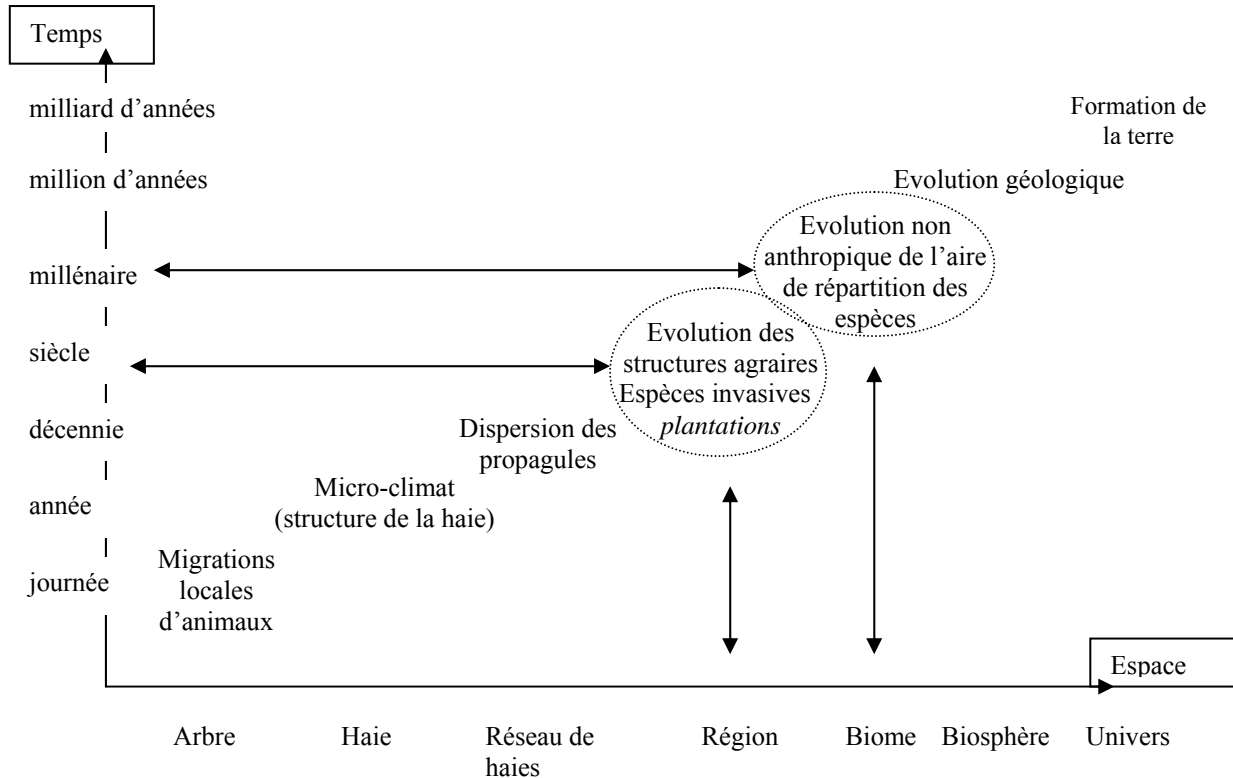 Temps
milliard d’années
Formation de
la terre
million d’années
Evolution géologique
Evolution non
anthropique de l’aire
de répartition des
espèces
millénaire
Evolution des
structures agraires
Espèces invasives
plantations
siècle
décennie
Dispersion des
propagules
Micro-climat
(structure de la haie)
année
Migrations
locales
d’animaux
journée
Espace
Arbre
Haie
Réseau de
haies
Région
Biome
Biosphère
Univers